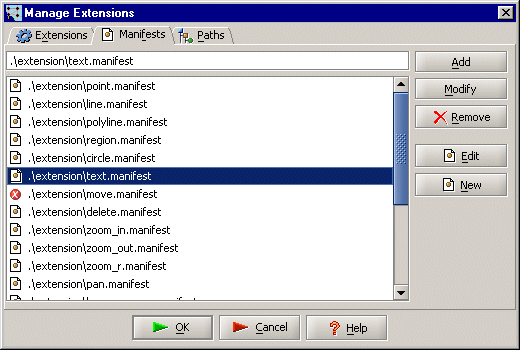 Manage Extensions
Extensions Manifests Paths
.\extension\text.manifest
Add
.\extension\point.manifest
Modify
.\extension\line.manifest
.\extension\polyline.manifest
Remove
.\extension\region.manifest
.\extension\circle.manifest
Edit
.\extension\text.manifest
New
.\extension\move.manifest
.\extension\delete.manifest
.\extension\zoom_in.manifest
.\extension\zoom_out.manifest
.\extension\zoom_r.manifest
.\extension\pan.manifest
OK Cancel Help